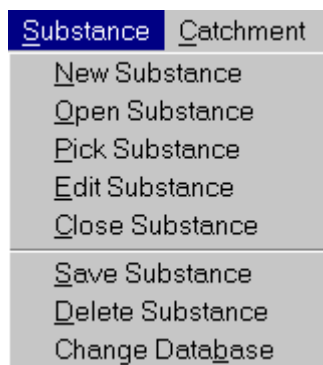 Substance Catchment
New Substance
Open Substance
Pick Substance
Edit Substance
Close Substance
Save Substance
Delete Substance
Change Database